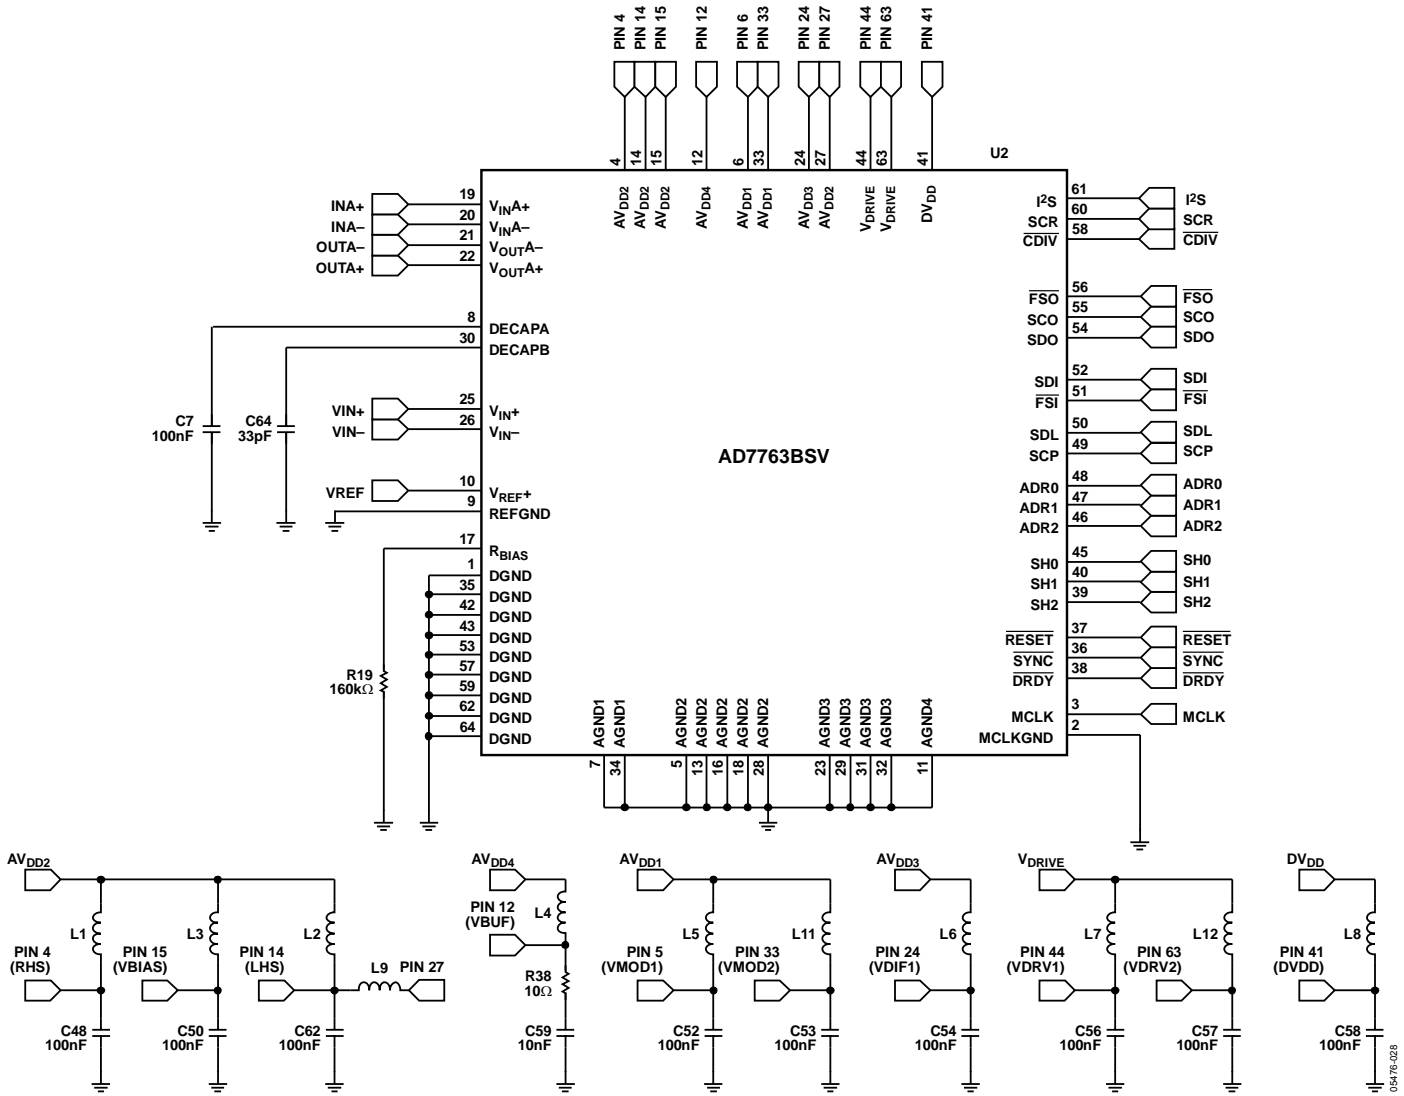 PIN 4
PIN 14
PIN 15
PIN 12
PIN 6
PIN 33
PIN 24
PIN 27
PIN 44
PIN 63
PIN 41
U2
4
14
15
12
6
33
24
27
44
63
41
AVDD2
AVDD2
AVDD2
AVDD4
AVDD1
AVDD1
AVDD3
AVDD2
VDRIVE
VDRIVE
DVDD
INA+ 19 VINA+
INA– 20 VINA–
OUTA– 21 VOUTA–
OUTA+ 22 VOUTA+
8 DECAPA
30 DECAPB
C7
100nF
C64
33pF
VIN+ 25 VIN+
VIN– 26 VIN–
VREF 10 VREF+
9 REFGND
17 RBIAS
1 DGND
35 DGND
42 DGND
43 DGND
53 DGND
57 DGND
59 DGND
62 DGND
64 DGND
R19
160kΩ
AD7763BSV
I2S 61 I2S
SCR 60 SCR
CDIV 58 CDIV
FSO 56 FSO
SCO 55 SCO
SDO 54 SDO
SDI 52 SDI
FSI 51 FSI
SDL 50 SDL
SCP 49 SCP
ADR0 48 ADR0
ADR1 47 ADR1
ADR2 46 ADR2
SH0 45 SH0
SH1 40 SH1
SH2 39 SH2
RESET 37 RESET
SYNC 36 SYNC
DRDY 38 DRDY
MCLK 3 MCLK
MCLKGND 2
AGND1
AGND1
AGND2
AGND2
AGND2
AGND2
AGND2
AGND3
AGND3
AGND3
AGND3
AGND4
7
34
5
13
16
18
28
23
29
31
32
11
AVDD2
L1
L3
L2
PIN 4
(RHS)
PIN 15
(VBIAS)
PIN 14
(LHS)
L9
PIN 27
C48
100nF
C50
100nF
C62
100nF
AVDD4
PIN 12
(VBUF)
L4
R38
10Ω
C59
10nF
AVDD1
L5
L11
PIN 5
(VMOD1)
PIN 33
(VMOD2)
C52
100nF
C53
100nF
AVDD3
L6
PIN 24
(VDIF1)
C54
100nF
VDRIVE
L7
L12
PIN 44
(VDRV1)
PIN 63
(VDRV2)
C56
100nF
C57
100nF
DVDD
L8
PIN 41
(DVDD)
C58
100nF
05476-028